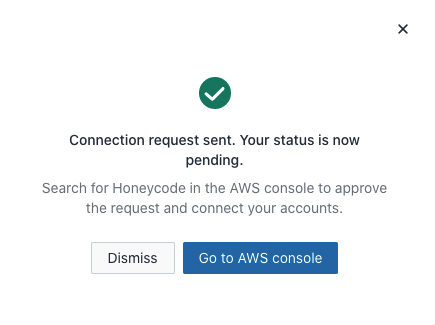 Connection request sent. Your status is now
pending.
Search for Honeycode in the AWS console to approve
the request and connect your accounts.
Dismiss
Go to AWS console